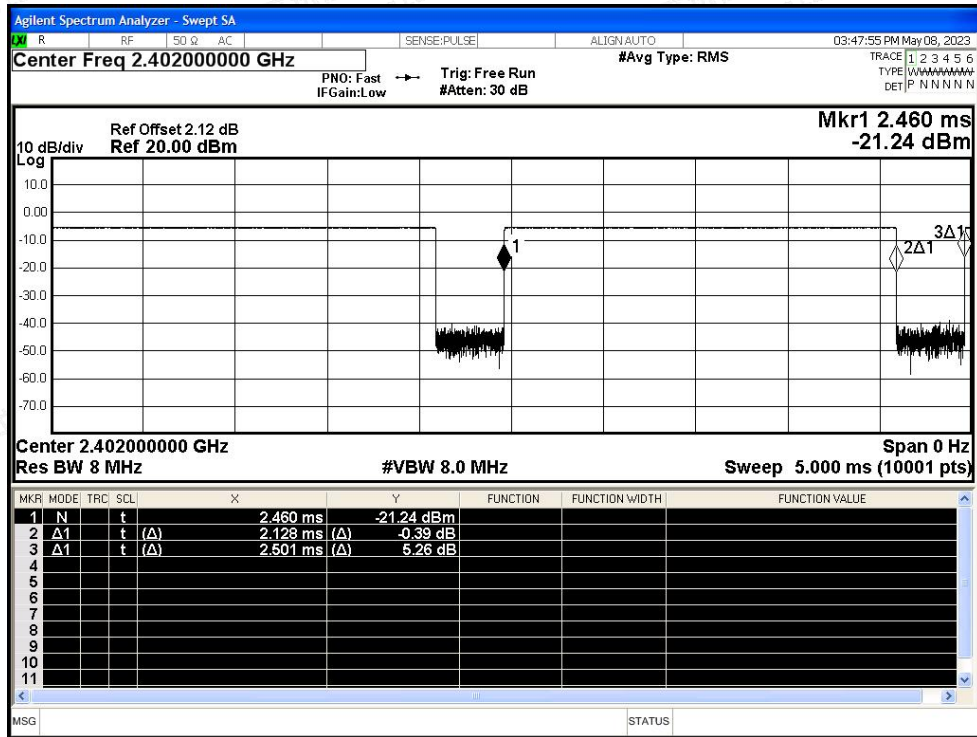 Agilent Spectrum Analyzer - Swept SA
LXI R RF 50 Ω AC SENSE:PULSE ALIGN AUTO 03:47:55 PM May 08, 2023
Center Freq 2.402000000 GHz
#Avg Type: RMS
TRACE 1 2 3 4 5 6
TYPE WWWWWW
DET P N N N N N
PNO: Fast
IFGain:Low
Trig: Free Run
#Atten: 30 dB
Mkr1 2.460 ms
-21.24 dBm
Ref Offset 2.12 dB
10 dB/div Ref 20.00 dBm
Log
10.0
0.00
-10.0
-20.0
-30.0
-40.0
-50.0
-60.0
-70.0
1
2Δ1
3Δ1
Center 2.402000000 GHz Span 0 Hz
Res BW 8 MHz #VBW 8.0 MHz Sweep 5.000 ms (10001 pts)
MKR MODE TRC SCL X Y FUNCTION FUNCTION WIDTH FUNCTION VALUE
1 N t 2.460 ms -21.24 dBm
2 Δ1 t (Δ) 2.128 ms (Δ) -0.39 dB
3 Δ1 t (Δ) 2.501 ms (Δ) 5.26 dB
4
5
6
7
8
9
10
11
MSG STATUS